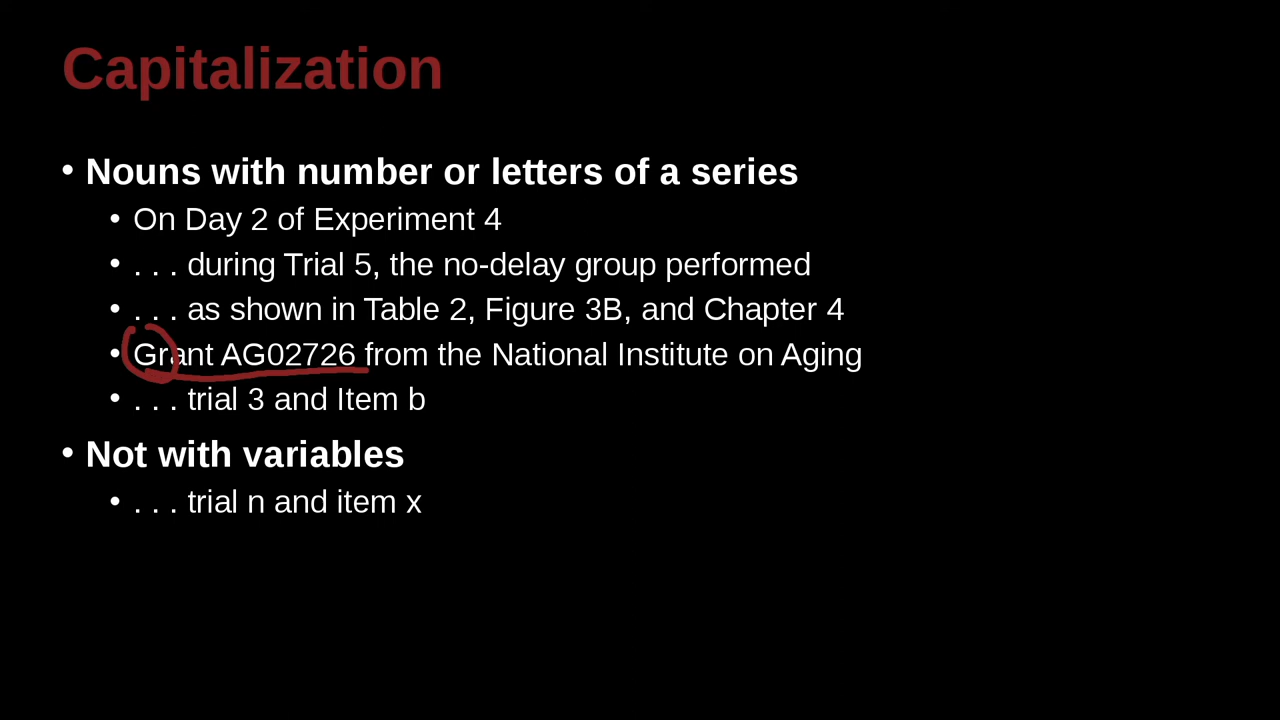 Capitalization
• Nouns with number or letters of a series
• On Day 2 of Experiment 4
• . . . during Trial 5, the no-delay group performed
• . . . as shown in Table 2, Figure 3B, and Chapter 4
• Grant AG02726 from the National Institute on Aging
• . . . trial 3 and Item b
• Not with variables
• . . . trial n and item x